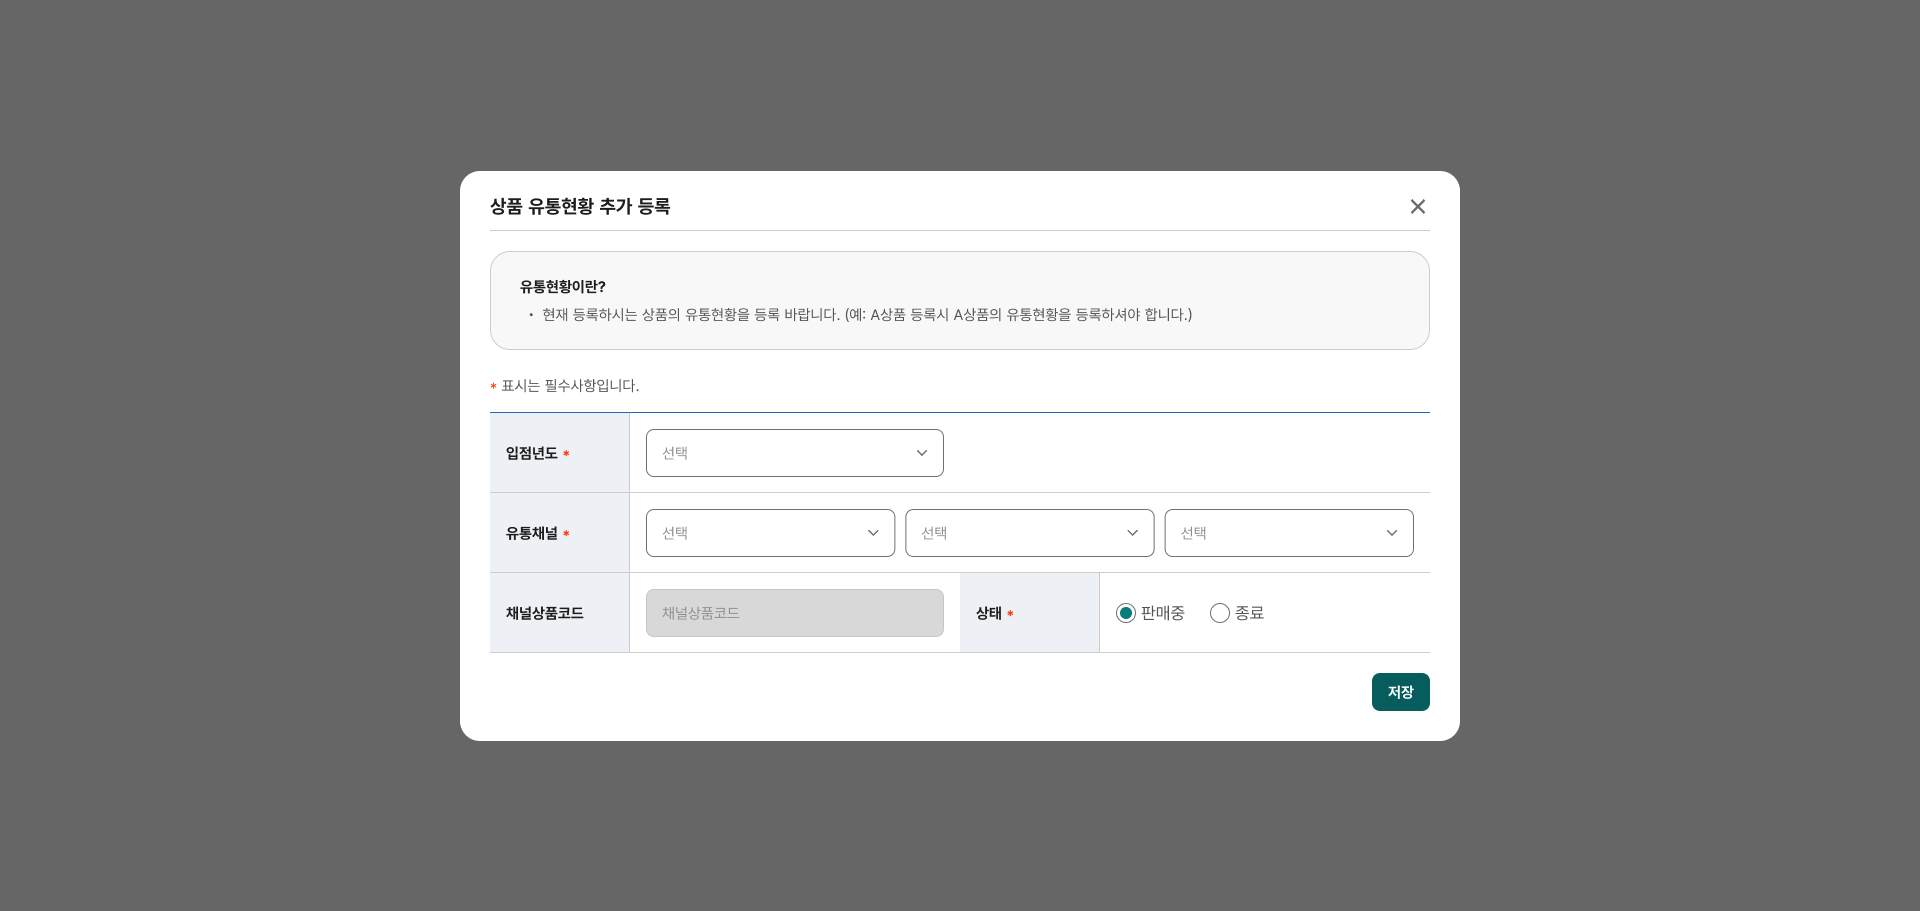 상품 유통현황 추가 등록
유통현황이란?
• 현재 등록하시는 상품의 유통현황을 등록 바랍니다. (예: A상품 등록시 A상품의 유통현황을 등록하셔야 합니다.)
* 표시는 필수사항입니다.
입점년도 * 선택
유통채널 * 선택 선택 선택
채널상품코드 채널상품코드 상태 * 판매중 종료
저장